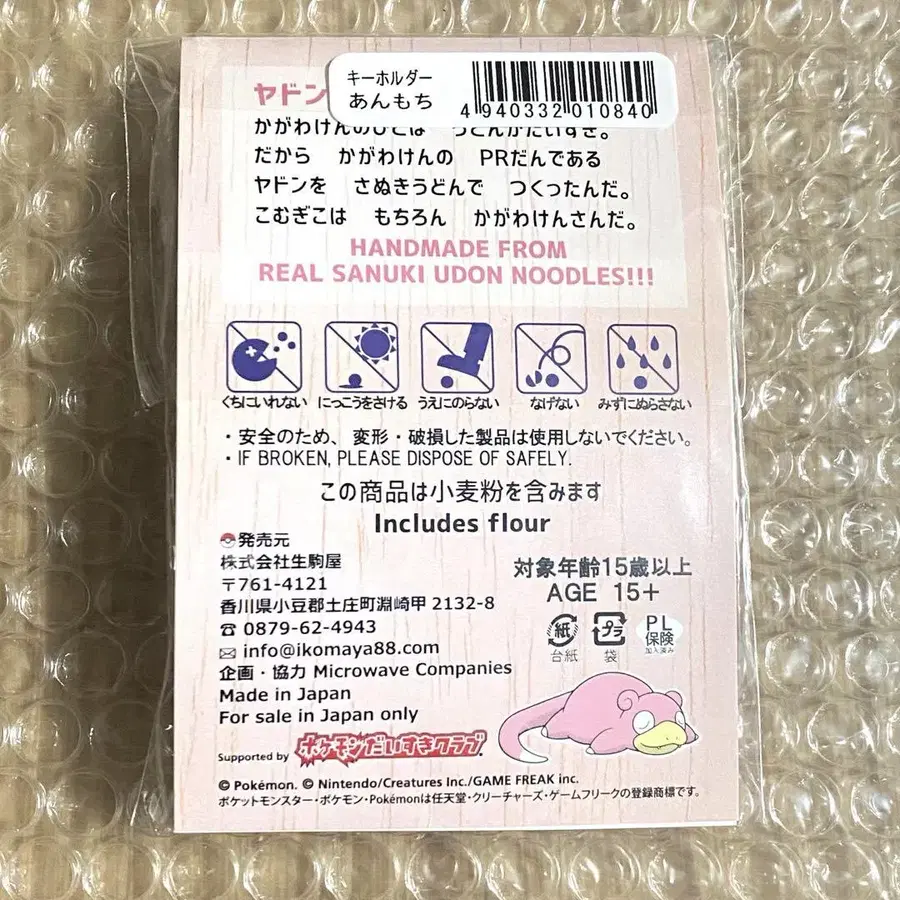 キーホルダー
あんもち
4 940332 010840
ヤドン
かがわけんのひとは うどんがだいすき。
だから かがわけんの PRだんである
ヤドンを さぬきうどんで つくったんだ。
こむぎこは もちろん かがわけんさんだ。
HANDMADE FROM
REAL SANUKI UDON NOODLES!!!
くちにいれない にっこうをさける うえにのらない なげない みずにぬらさない
・安全のため、変形・破損した製品は使用しないでください。
・IF BROKEN, PLEASE DISPOSE OF SAFELY.
この商品は小麦粉を含みます
Includes flour
発売元
株式会社生駒屋
〒761-4121
香川県小豆郡土庄町淵崎甲 2132-8
☎ 0879-62-4943
✉ info@ikomaya88.com
企画・協力 Microwave Companies
Made in Japan
For sale in Japan only
対象年齢15歳以上
AGE 15+
紙 プラ PL
保険
加入済み
台紙 袋
Supported by ポケモンだいすきクラブ
© Pokémon. © Nintendo/Creatures Inc./GAME FREAK inc.
ポケットモンスター・ポケモン・Pokémonは任天堂・クリーチャーズ・ゲームフリークの登録商標です。